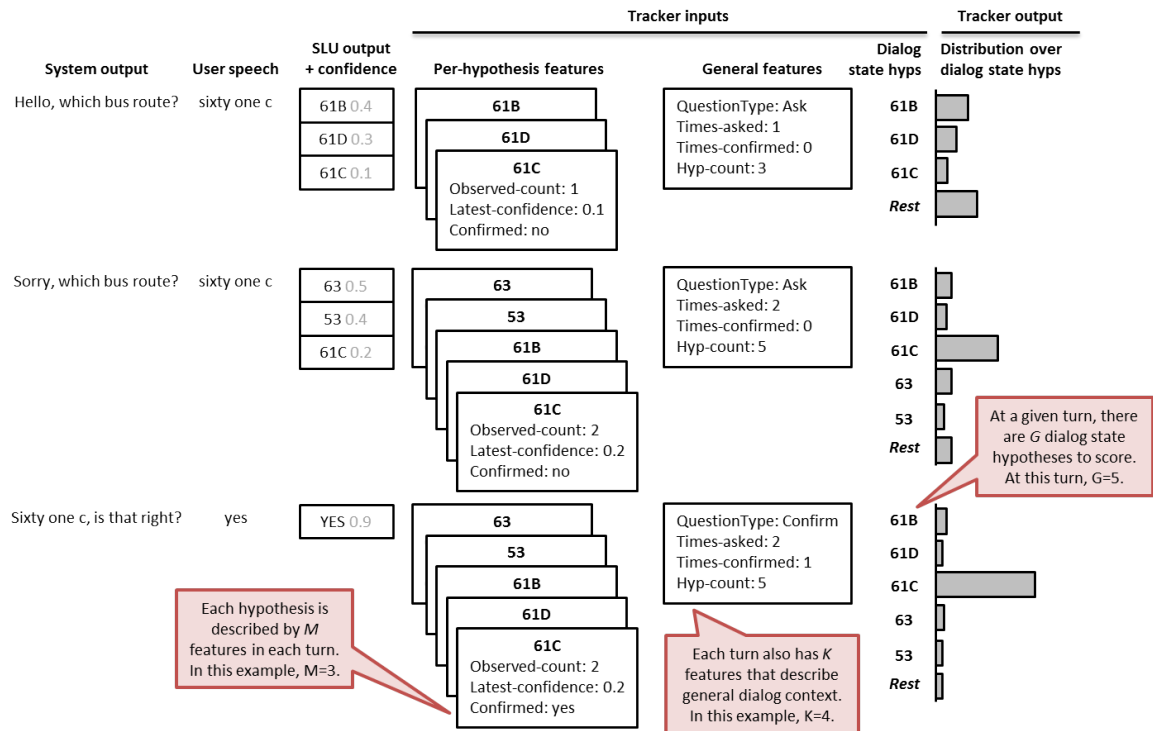 Tracker inputs
Tracker output
System output
User speech
SLU output
+ confidence
Per-hypothesis features
General features
Dialog
state hyps
Distribution over
dialog state hyps
Hello, which bus route?
sixty one c
61B 0.4
61D 0.3
61C 0.1
61B
61D
61C
Observed-count: 1
Latest-confidence: 0.1
Confirmed: no
QuestionType: Ask
Times-asked: 1
Times-confirmed: 0
Hyp-count: 3
61B
61D
61C
Rest
Sorry, which bus route?
sixty one c
63 0.5
53 0.4
61C 0.2
63
53
61B
61D
61C
Observed-count: 2
Latest-confidence: 0.2
Confirmed: no
QuestionType: Ask
Times-asked: 2
Times-confirmed: 0
Hyp-count: 5
61B
61D
61C
63
53
Rest
At a given turn, there
are G dialog state
hypotheses to score.
At this turn, G=5.
Sixty one c, is that right?
yes
YES 0.9
63
53
61B
61D
61C
Observed-count: 2
Latest-confidence: 0.2
Confirmed: yes
QuestionType: Confirm
Times-asked: 2
Times-confirmed: 1
Hyp-count: 5
61B
61D
61C
63
53
Rest
Each hypothesis is
described by M
features in each turn.
In this example, M=3.
Each turn also has K
features that describe
general dialog context.
In this example, K=4.